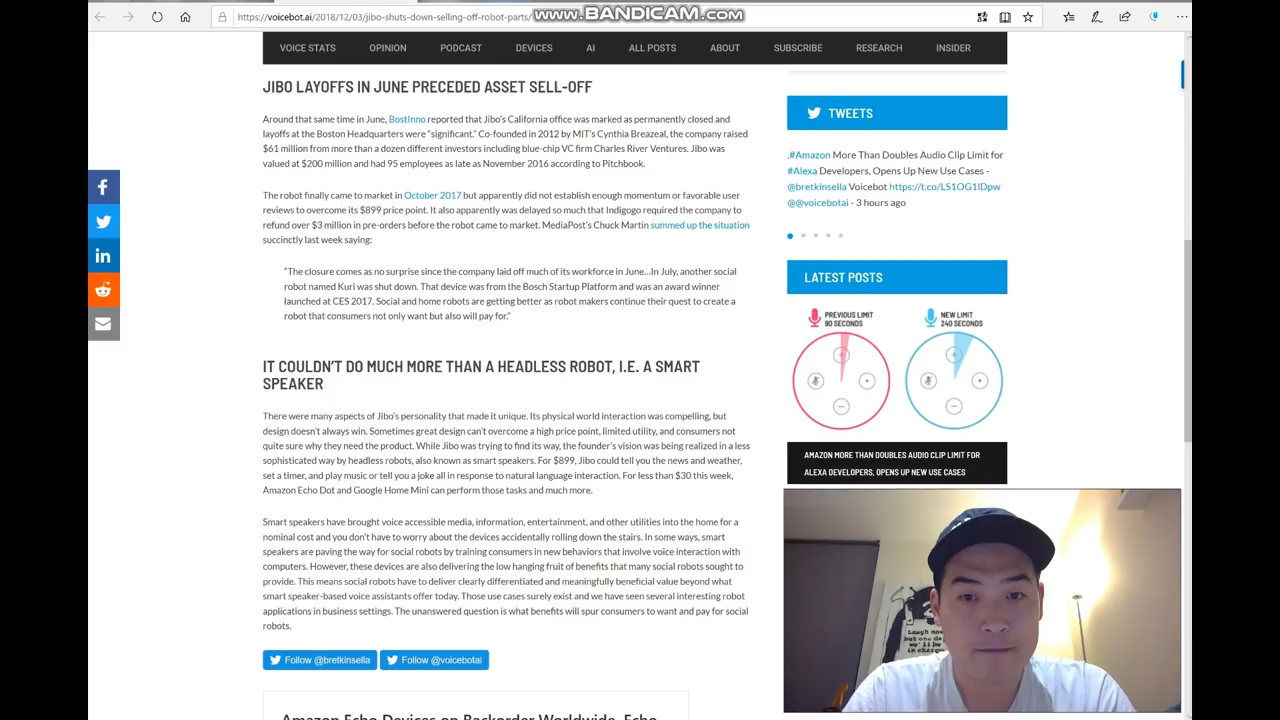 https://voicebot.ai/2018/12/03/jibo-shuts-down-selling-off-robot-parts/
www.BANDICAM.com
VOICE STATS OPINION PODCAST DEVICES AI ALL POSTS ABOUT SUBSCRIBE RESEARCH INSIDER
JIBO LAYOFFS IN JUNE PRECEDED ASSET SELL-OFF
Around that same time in June, BostInno reported that Jibo's California office was marked as permanently closed and
layoffs at the Boston Headquarters were “significant.” Co-founded in 2012 by MIT's Cynthia Breazeal, the company raised
$61 million from more than a dozen different investors including blue-chip VC firm Charles River Ventures. Jibo was
valued at $200 million and had 95 employees as late as November 2016 according to Pitchbook.
The robot finally came to market in October 2017 but apparently did not establish enough momentum or favorable user
reviews to overcome its $899 price point. It also apparently was delayed so much that Indigogo required the company to
refund over $3 million in pre-orders before the robot came to market. MediaPost's Chuck Martin summed up the situation
succinctly last week saying:
“The closure comes as no surprise since the company laid off much of its workforce in June…In July, another social
robot named Kuri was shut down. That device was from the Bosch Startup Platform and was an award winner
launched at CES 2017. Social and home robots are getting better as robot makers continue their quest to create a
robot that consumers not only want but also will pay for.”
IT COULDN'T DO MUCH MORE THAN A HEADLESS ROBOT, I.E. A SMART
SPEAKER
There were many aspects of Jibo's personality that made it unique. Its physical world interaction was compelling, but
design doesn't always win. Sometimes great design can't overcome a high price point, limited utility, and consumers not
quite sure why they need the product. While Jibo was trying to find its way, the founder's vision was being realized in a less
sophisticated way by headless robots, also known as smart speakers. For $899, Jibo could tell you the news and weather,
set a timer, and play music or tell you a joke all in response to natural language interaction. For less than $30 this week,
Amazon Echo Dot and Google Home Mini can perform those tasks and much more.
Smart speakers have brought voice accessible media, information, entertainment, and other utilities into the home for a
nominal cost and you don't have to worry about the devices accidentally rolling down the stairs. In some ways, smart
speakers are paving the way for social robots by training consumers in new behaviors that involve voice interaction with
computers. However, these devices are also delivering the low hanging fruit of benefits that many social robots sought to
provide. This means social robots have to deliver clearly differentiated and meaningfully beneficial value beyond what
smart speaker-based voice assistants offer today. Those use cases surely exist and we have seen several interesting robot
applications in business settings. The unanswered question is what benefits will spur consumers to want and pay for social
robots.
Follow @bretkinsella Follow @voicebotai
Amazon Echo Devices on Backorder Worldwide, Echo
TWEETS
.#Amazon More Than Doubles Audio Clip Limit for
#Alexa Developers, Opens Up New Use Cases -
@bretkinsella Voicebot https://t.co/LS1OG1lDpw
@@voicebotai - 3 hours ago
LATEST POSTS
PREVIOUS LIMIT
90 SECONDS
NEW LIMIT
240 SECONDS
AMAZON MORE THAN DOUBLES AUDIO CLIP LIMIT FOR
ALEXA DEVELOPERS, OPENS UP NEW USE CASES
Laugh now
but one day
we'll be
in charge